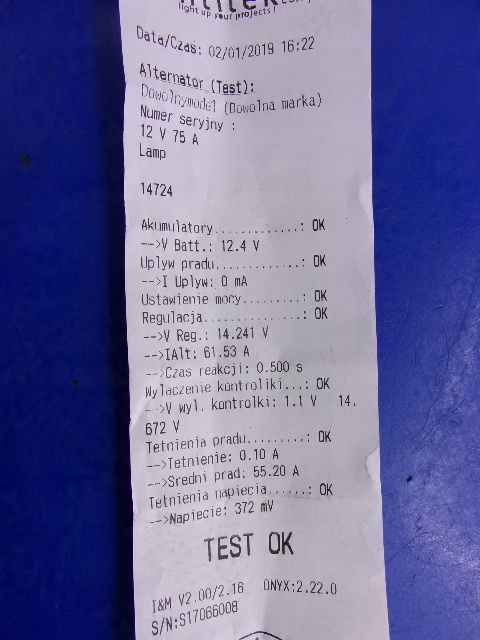 light up your projects!
Data/Czas: 02/01/2019 16:22
Alternator (Test):
Dowolnymodel (Dowolna marka)
Numer seryjny :
12 V 75 A
Lamp
14724
Akumulatory............: OK
-->V Batt.: 12.4 V
Uplyw pradu............: OK
-->I Uplyw: 0 mA
Ustawienie mocy........: OK
Regulacja..............: OK
-->V Reg.: 14.241 V
-->IAlt: 61.53 A
-->Czas reakcji: 0.500 s
Wylaczenie kontroliki...: OK
-->V wyl. kontrolki: 1.1 V 14.
672 V
Tetnienia pradu........: OK
-->Tetnienie: 0.10 A
-->Sredni prad: 55.20 A
Tetnienia napiecia.....: OK
-->Napiecie: 372 mV
TEST OK
I&M V2.00/2.16 ONYX:2.22.0
S/N:S17066008